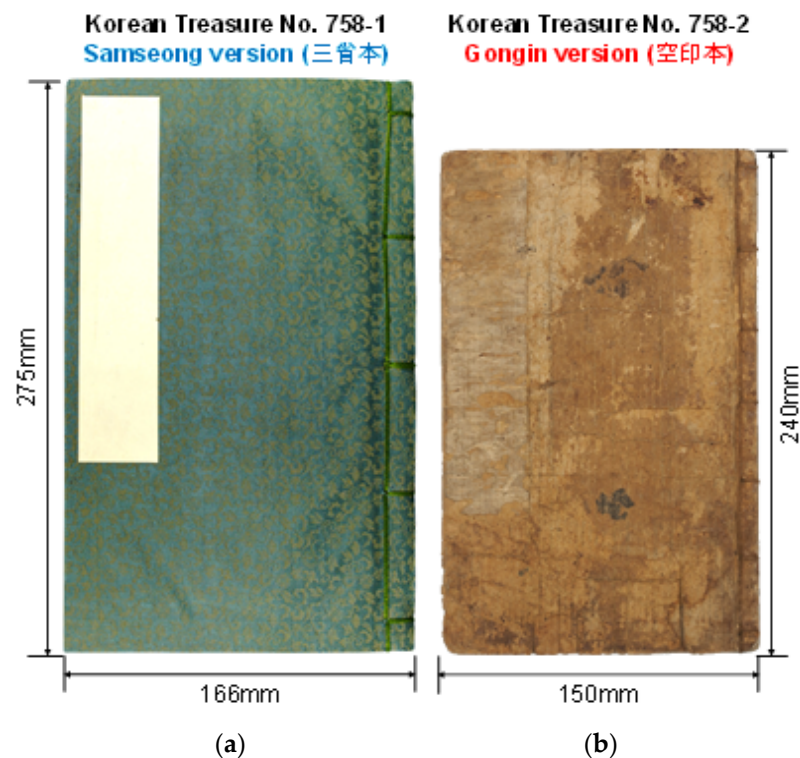 Korean Treasure No. 758-1
Samseong version (三省本)
Korean Treasure No. 758-2
Gongin version (空印本)
275mm
240mm
166mm
150mm
(a)
(b)